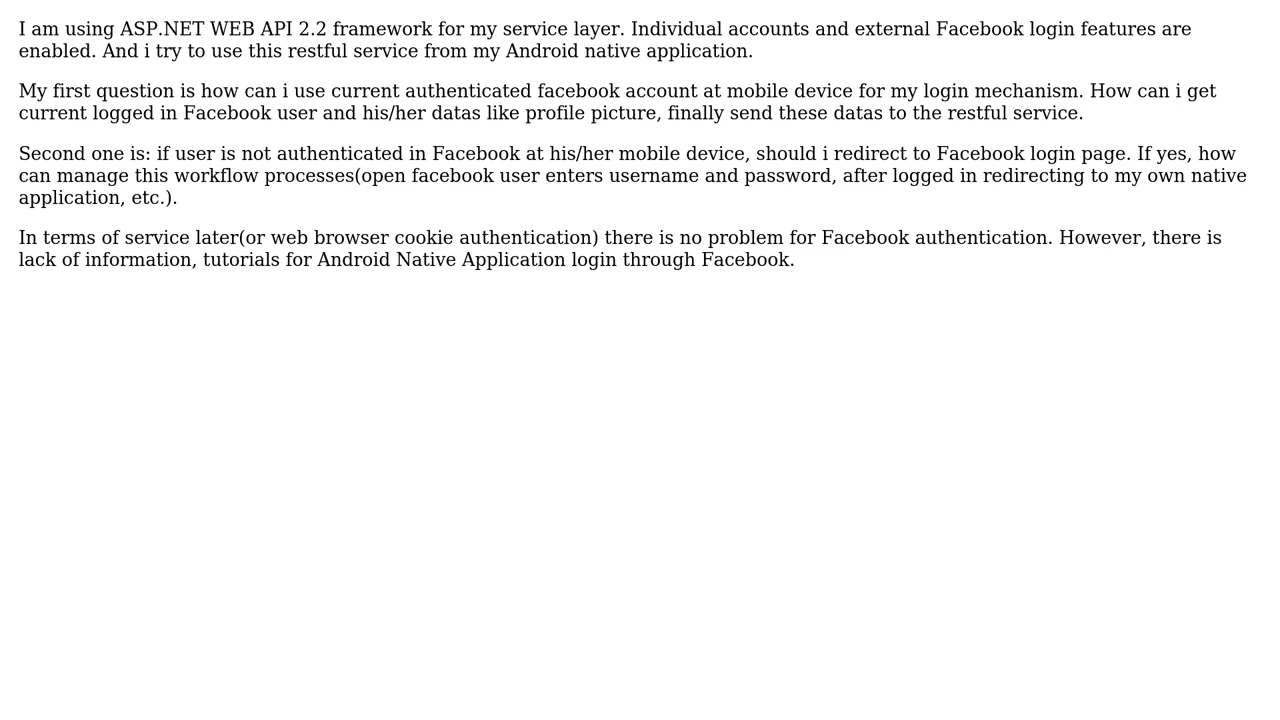 I am using ASP.NET WEB API 2.2 framework for my service layer. Individual accounts and external Facebook login features are
enabled. And i try to use this restful service from my Android native application.
My first question is how can i use current authenticated facebook account at mobile device for my login mechanism. How can i get
current logged in Facebook user and his/her datas like profile picture, finally send these datas to the restful service.
Second one is: if user is not authenticated in Facebook at his/her mobile device, should i redirect to Facebook login page. If yes, how
can manage this workflow processes(open facebook user enters username and password, after logged in redirecting to my own native
application, etc.).
In terms of service later(or web browser cookie authentication) there is no problem for Facebook authentication. However, there is
lack of information, tutorials for Android Native Application login through Facebook.